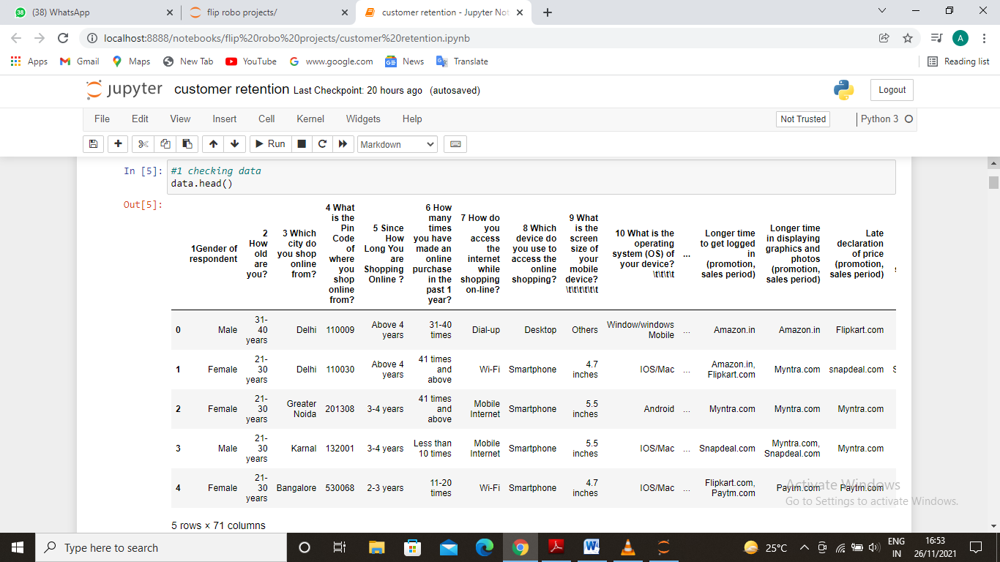 (38) WhatsApp
flip robo projects/
customer retention - Jupyter Not
localhost:8888/notebooks/flip%20robo%20projects/customer%20retention.ipynb
A
Apps Gmail Maps New Tab YouTube www.google.com News Translate Reading list
jupyter customer retention Last Checkpoint: 20 hours ago (autosaved) Logout
File Edit View Insert Cell Kernel Widgets Help Not Trusted Python 3
Run Markdown
In [5]: #1 checking data
data.head()
Out[5]:
1Gender of
respondent
2
How
old
are
you?
3 Which
city do
you shop
online
from?
4 What
is the
Pin
Code
of
where
you
shop
online
from?
5 Since
How
Long You
are
Shopping
Online ?
6 How
many
times
you have
made an
online
purchase
in the
past 1
year?
7 How do
you
access
the
internet
while
shopping
on-line?
8 Which
device do
you use to
access the
online
shopping?
9 What
is the
screen
size of
your
mobile
device?
\t\t\t\t\t\t
10 What is the
operating
system (OS) of
your device?
\t\t\t\t
...
Longer time
to get logged
in
(promotion,
sales period)
Longer time
in displaying
graphics and
photos
(promotion,
sales period)
Late
declaration
of price
(promotion,
sales period)
0 Male 31-40 years Delhi 110009 Above 4 years 31-40 times Dial-up Desktop Others Window/windows Mobile ... Amazon.in Amazon.in Flipkart.com
1 Female 21-30 years Delhi 110030 Above 4 years 41 times and above Wi-Fi Smartphone 4.7 inches IOS/Mac ... Amazon.in, Flipkart.com Myntra.com snapdeal.com
2 Female 21-30 years Greater Noida 201308 3-4 years 41 times and above Mobile Internet Smartphone 5.5 inches Android ... Myntra.com Myntra.com Myntra.com
3 Male 21-30 years Karnal 132001 3-4 years Less than 10 times Mobile Internet Smartphone 5.5 inches IOS/Mac ... Snapdeal.com Myntra.com, Snapdeal.com Myntra.com
4 Female 21-30 years Bangalore 530068 2-3 years 11-20 times Wi-Fi Smartphone 4.7 inches IOS/Mac ... Flipkart.com, Paytm.com Paytm.com Paytm.com
5 rows × 71 columns
Activate Windows
Go to Settings to activate Windows.
Type here to search
25°C
ENG
IN
16:53
26/11/2021